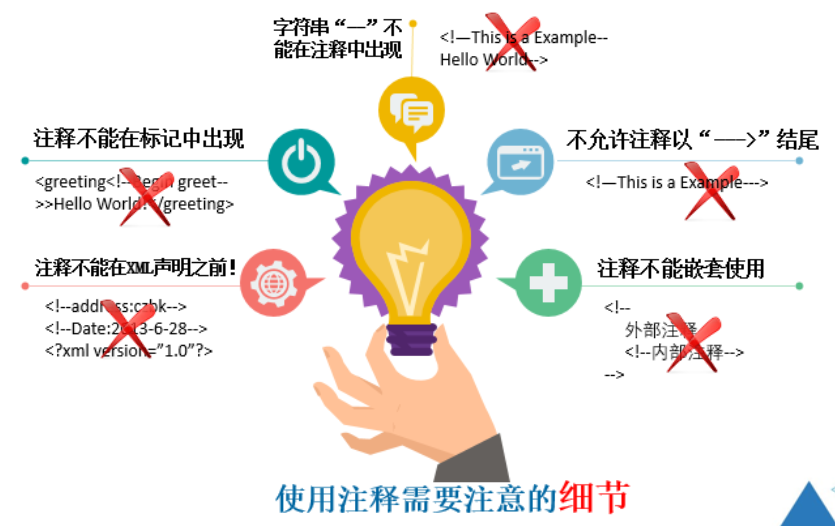 字符串“—”不
能在注释中出现
<!—This is a Example--
Hello World-->
注释不能在标记中出现
<greeting<!--Begin greet--
>>Hello World!</greeting>
不允许注释以“--->”结尾
<!—This is a Example--->
注释不能在XML声明之前!
<!--address:czbk-->
<!--Date:2013-6-28-->
<?xml version="1.0"?>
注释不能嵌套使用
<!--
外部注释
<!--内部注释-->
-->
使用注释需要注意的细节